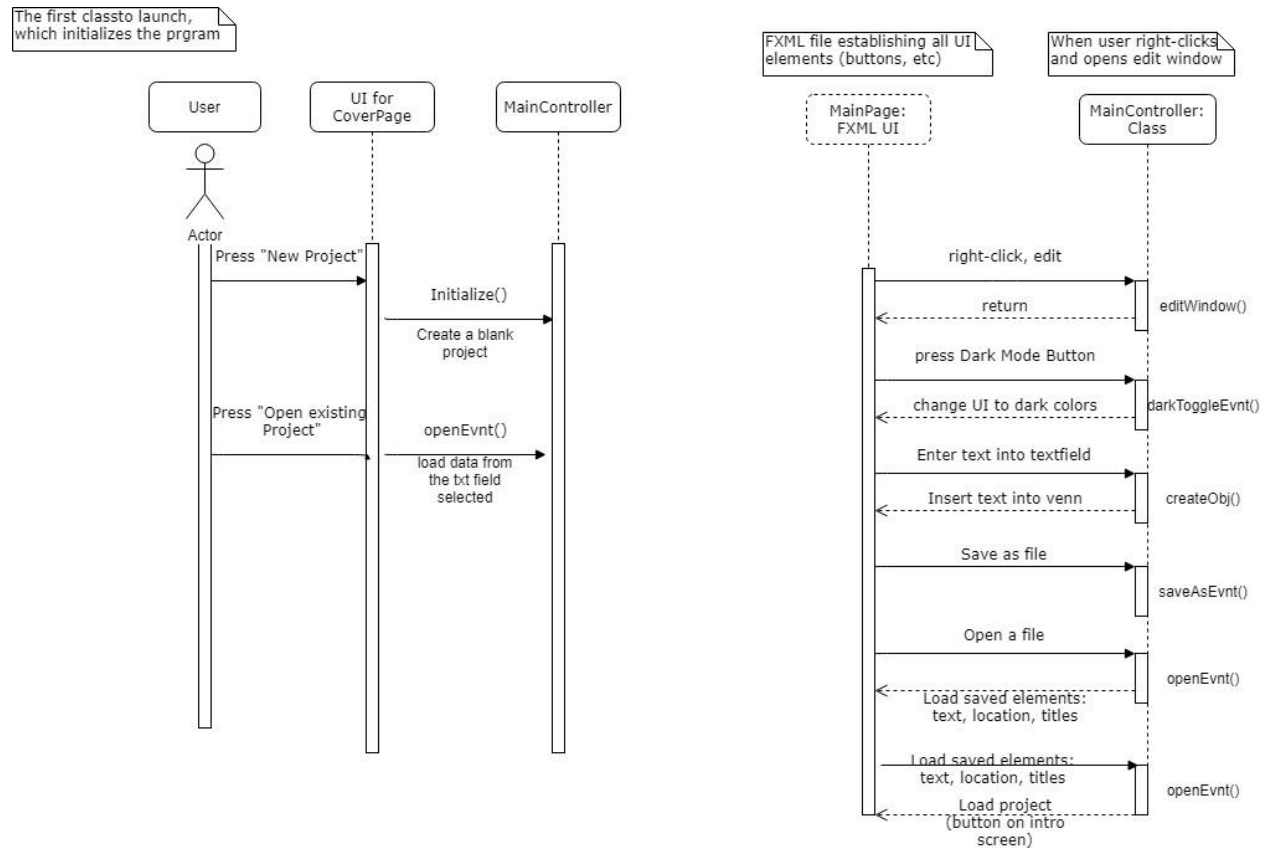 The first classto launch,
which initializes the prgram
User
UI for
CoverPage
MainController
Actor
Press "New Project"
Initialize()
Create a blank
project
Press "Open existing
Project"
openEvnt()
load data from
the txt field
selected
FXML file establishing all UI
elements (buttons, etc)
When user right-clicks
and opens edit window
MainPage:
FXML UI
MainController:
Class
right-click, edit
return
editWindow()
press Dark Mode Button
change UI to dark colors
darkToggleEvnt()
Enter text into textfield
Insert text into venn
createObj()
Save as file
saveAsEvnt()
Open a file
openEvnt()
Load saved elements:
text, location, titles
Load saved elements:
text, location, titles
openEvnt()
Load project
(button on intro
screen)